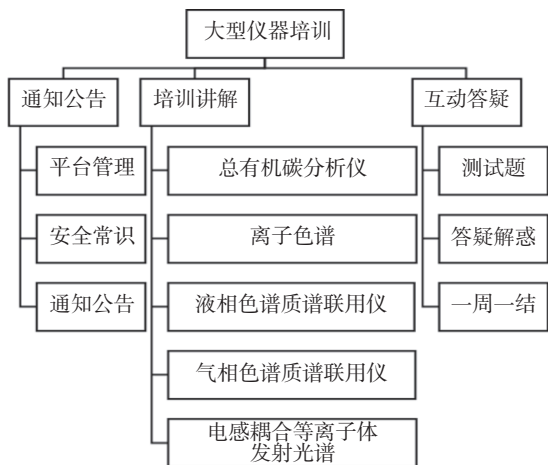 大型仪器培训
通知公告
培训讲解
互动答疑
平台管理
安全常识
通知公告
总有机碳分析仪
离子色谱
液相色谱质谱联用仪
气相色谱质谱联用仪
电感耦合等离子体
发射光谱
测试题
答疑解惑
一周一结